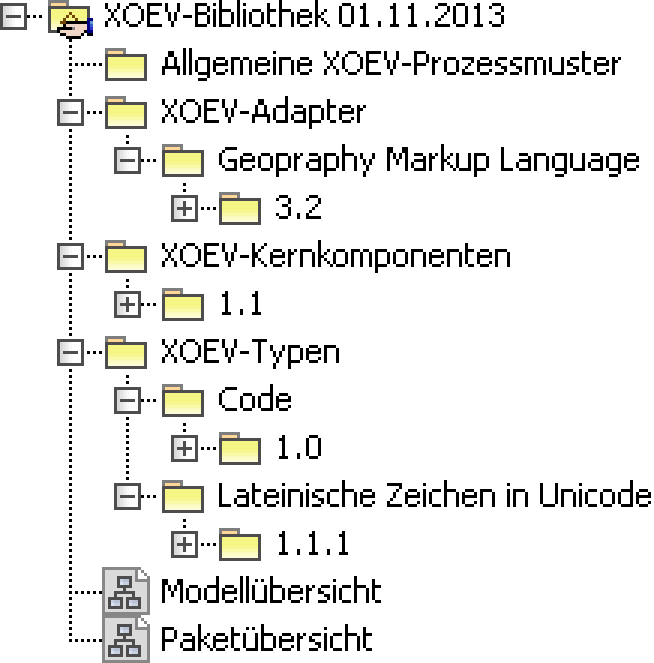 XOEV-Bibliothek 01.11.2013
Allgemeine XOEV-Prozessmuster
XOEV-Adapter
Geopraphy Markup Language
3.2
XOEV-Kernkomponenten
1.1
XOEV-Typen
Code
1.0
Lateinische Zeichen in Unicode
1.1.1
Modellübersicht
Paketübersicht